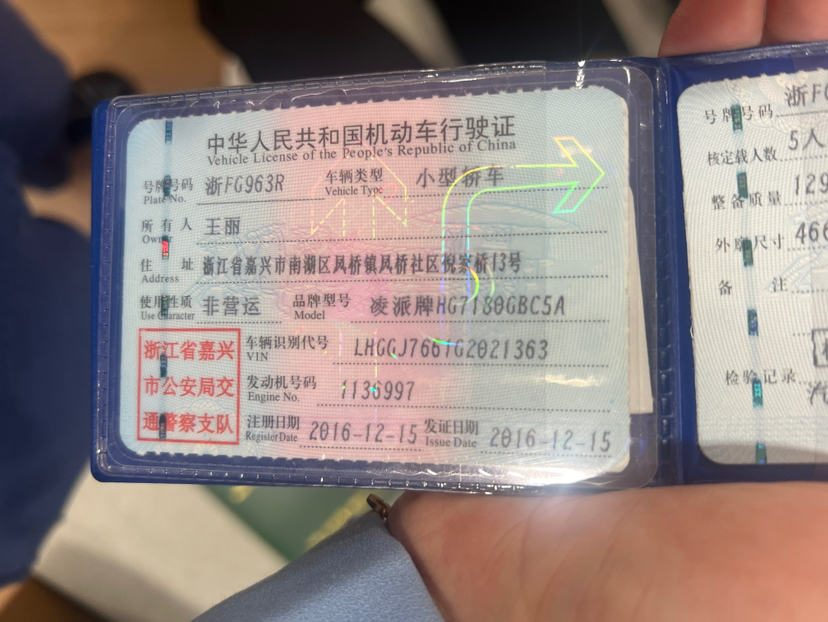 中华人民共和国机动车行驶证
Vehicle License of the People's Republic of China
号牌号码 浙FG963R 车辆类型 小型轿车
Plate No. Vehicle Type
所有人 王丽
Owner
住址 浙江省嘉兴市南湖区凤桥镇凤桥社区倪家桥13号
Address
使用性质 非营运 品牌型号 凌派牌HG7180GBC5A
Use Character Model
浙江省嘉兴
市公安局交
通警察支队
车辆识别代号
VIN
发动机号码 1136997
Engine No.
注册日期 2016-12-15 发证日期 2016-12-15
Register Date Issue Date
号牌号码 浙FG
核定载人数 5人
整备质量 129
外廓尺寸 466
备注
检验记录